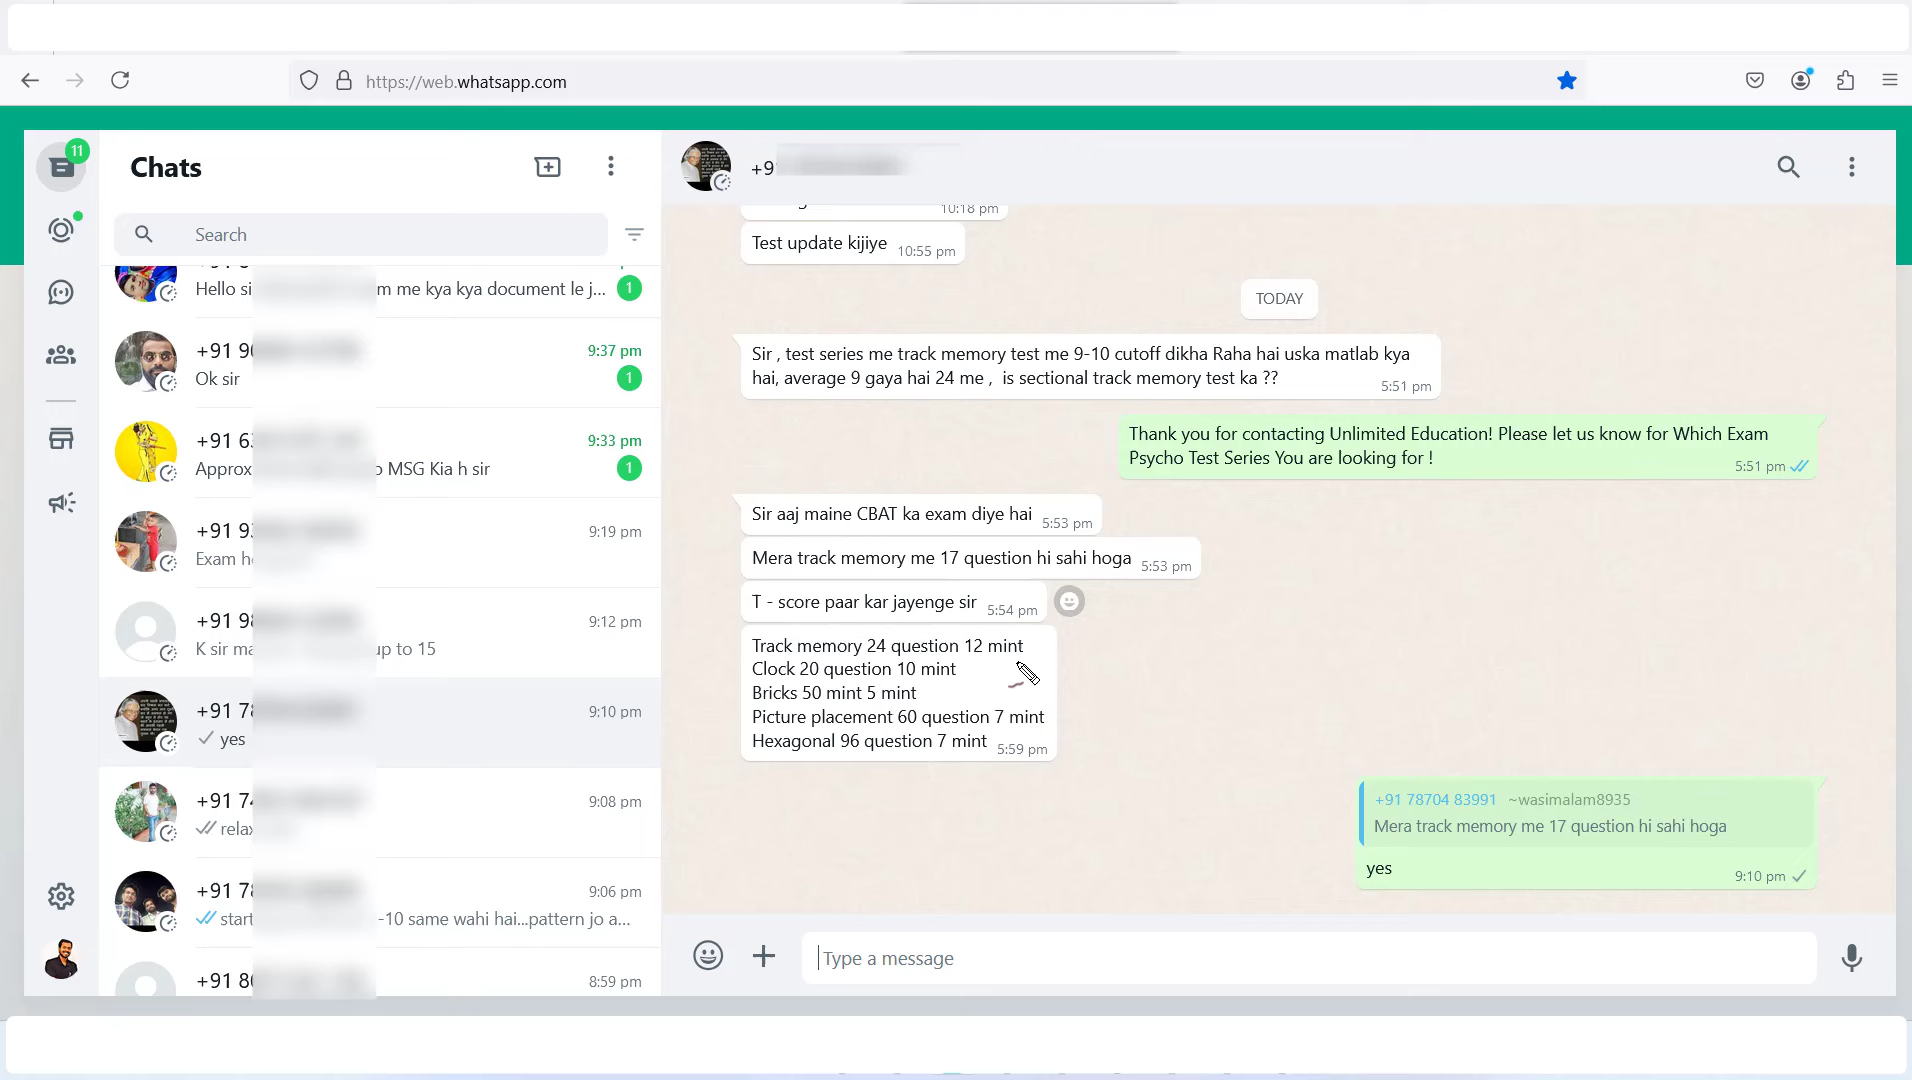 https://web.whatsapp.com
11
Chats
+9
Search
10:18 pm
Test update kijiye 10:55 pm
Hello si m me kya kya document le j... 1
TODAY
+91 9 9:37 pm
Ok sir 1
Sir , test series me track memory test me 9-10 cutoff dikha Raha hai uska matlab kya
hai, average 9 gaya hai 24 me , is sectional track memory test ka ??
5:51 pm
+91 6 9:33 pm
Approx MSG Kia h sir 1
Thank you for contacting Unlimited Education! Please let us know for Which Exam
Psycho Test Series You are looking for !
5:51 pm
+91 9 9:19 pm
Exam h
Sir aaj maine CBAT ka exam diye hai 5:53 pm
Mera track memory me 17 question hi sahi hoga 5:53 pm
T - score paar kar jayenge sir 5:54 pm
+91 9 9:12 pm
K sir m up to 15
Track memory 24 question 12 mint
Clock 20 question 10 mint
Bricks 50 mint 5 mint
Picture placement 60 question 7 mint
Hexagonal 96 question 7 mint 5:59 pm
+91 7 9:10 pm
yes
+91 7 9:08 pm
relax
+91 78704 83991 ~wasimalam8935
Mera track memory me 17 question hi sahi hoga
yes
9:10 pm
+91 7 9:06 pm
start -10 same wahi hai...pattern jo a...
+91 8 8:59 pm
Type a message